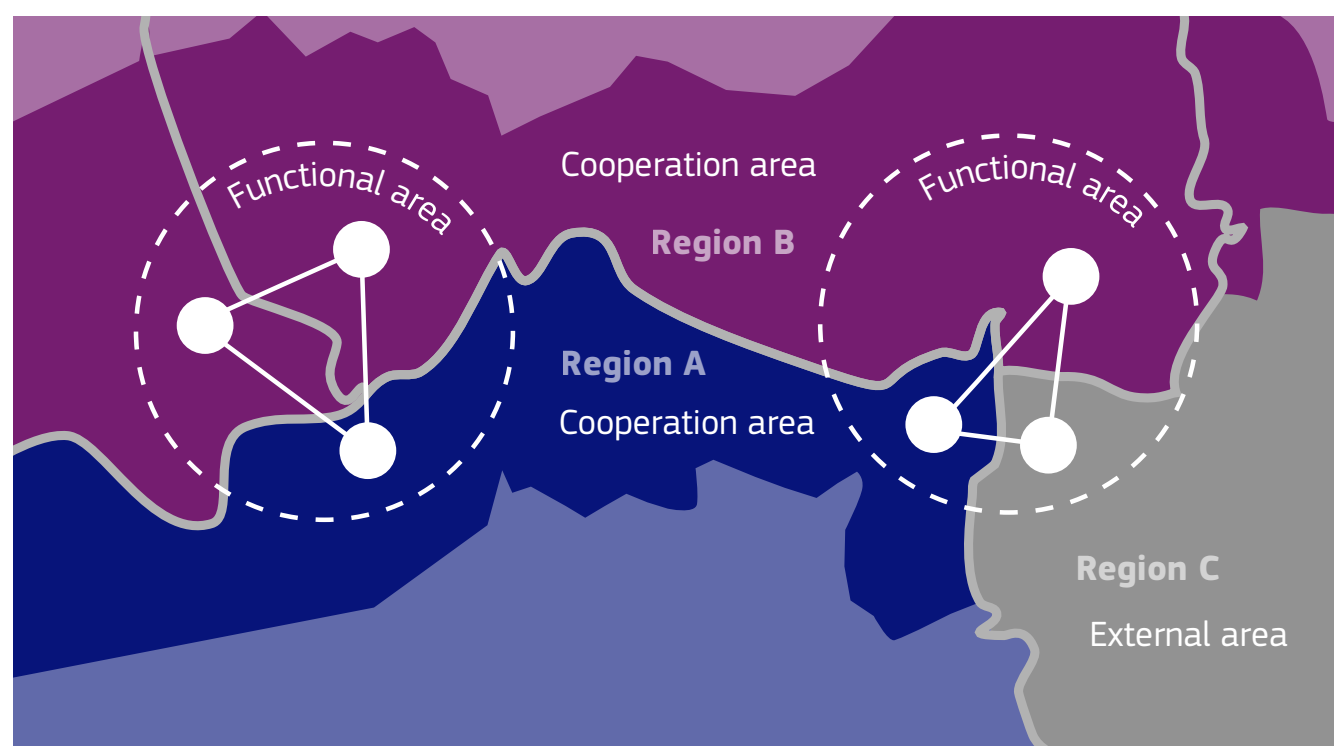 Functional area
Cooperation area
Functional area
Region B
Region A
Cooperation area
Region C
External area